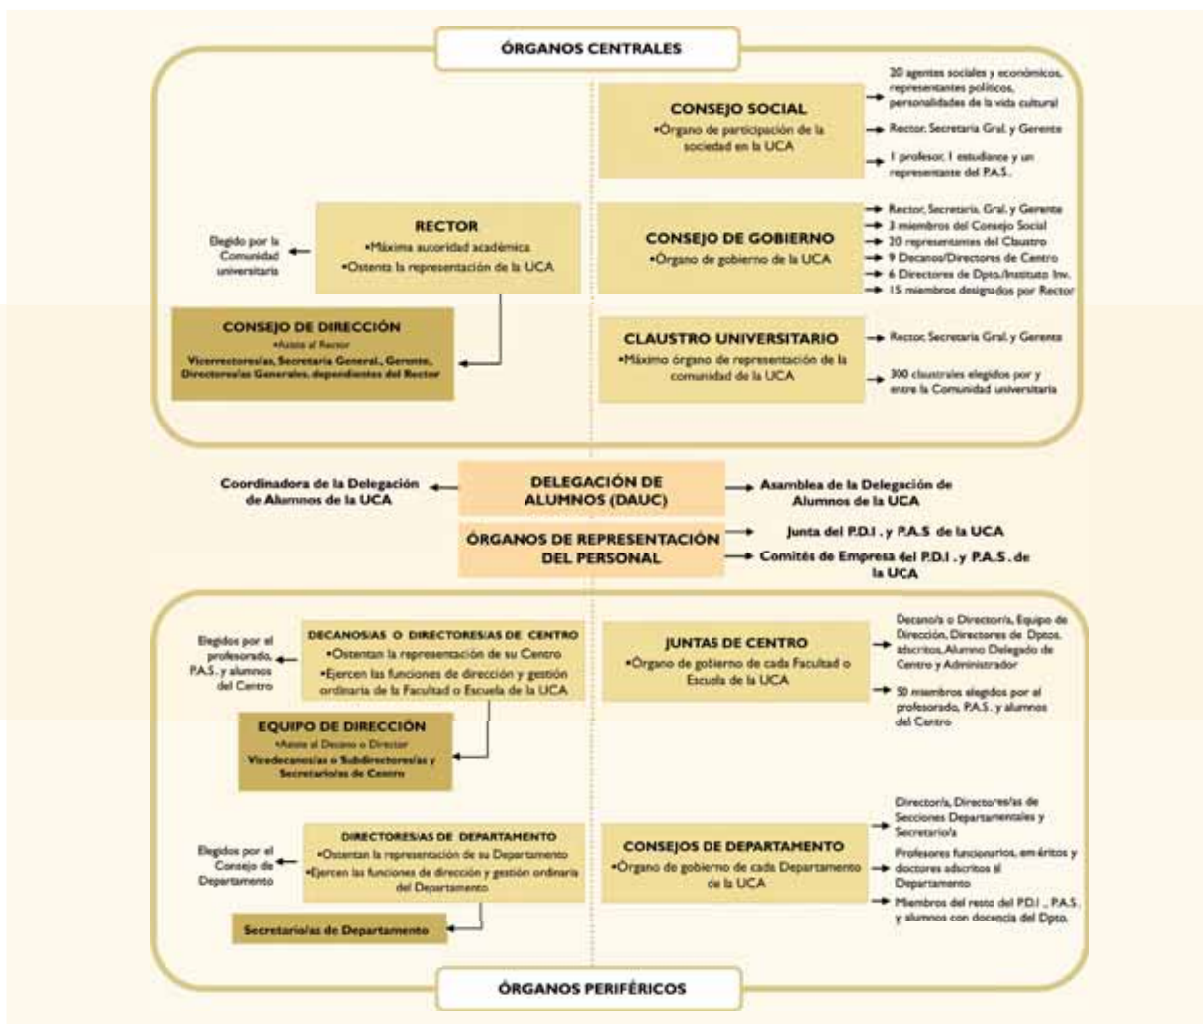 ÓRGANOS CENTRALES
CONSEJO SOCIAL
•Órgano de participación de la
sociedad en la UCA
20 agentes sociales y económicos,
representantes políticos,
personalidades de la vida cultural
Rector, Secretaria Gral. y Gerente
1 profesor, 1 estudiante y un
representante del P.A.S.
RECTOR
•Máxima autoridad académica
•Ostenta la representación de la UCA
Elegido por la
Comunidad
universitaria
CONSEJO DE GOBIERNO
•Órgano de gobierno de la UCA
Rector, Secretaria, Gral. y Gerente
3 miembros del Consejo Social
20 representantes del Claustro
9 Decanos/Directores de Centro
6 Directores de Dpto./Instituto Inv.
15 miembros designados por Rector
CONSEJO DE DIRECCIÓN
•Asiste al Rector
Vicerrectores/as, Secretaria General., Gerente,
Directores/as Generales, dependientes del Rector
CLAUSTRO UNIVERSITARIO
•Máximo órgano de representación de la
comunidad de la UCA
Rector, Secretaria Gral. y Gerente
300 claustrales elegidos por y
entre la Comunidad universitaria
Coordinadora de la Delegación
de Alumnos de la UCA
DELEGACIÓN DE
ALUMNOS (DAUC)
Asamblea de la Delegación de
Alumnos de la UCA
ÓRGANOS DE REPRESENTACIÓN
DEL PERSONAL
Junta del P.D.I. y P.A.S de la UCA
Comités de Empresa del P.D.I. y P.A.S. de
la UCA
Elegidos por el
profesorado,
P.A.S. y alumnos
del Centro
DECANOS/AS O DIRECTORES/AS DE CENTRO
•Ostentan la representación de su Centro
•Ejercen las funciones de dirección y gestión
ordinaria de la Facultad o Escuela de la UCA
JUNTAS DE CENTRO
•Órgano de gobierno de cada Facultad o
Escuela de la UCA
Decano/a o Director/a, Equipo de
Dirección, Directores de Dptos.
adscritos, Alumno Delegado de
Centro y Administrador
50 miembros elegidos por el
profesorado, P.A.S. y alumnos
del Centro
EQUIPO DE DIRECCIÓN
•Asiste al Decano o Director
Vicedecanos/as o Subdirectores/as y
Secretario/as de Centro
Elegidos por el
Consejo de
Departamento
DIRECTORES/AS DE DEPARTAMENTO
•Ostentan la representación de su Departamento
•Ejercen las funciones de dirección y gestión ordinaria
del Departamento
CONSEJOS DE DEPARTAMENTO
•Órgano de gobierno de cada Departamento
de la UCA
Director/a, Directores/as de
Secciones Departamentales y
Secretario/a
Profesores funcionarios, eméritos y
doctores adscritos al
Departamento
Miembros del resto del P.D.I., P.A.S.
y alumnos con docencia del Dpto.
Secretario/as de Departamento
ÓRGANOS PERIFÉRICOS